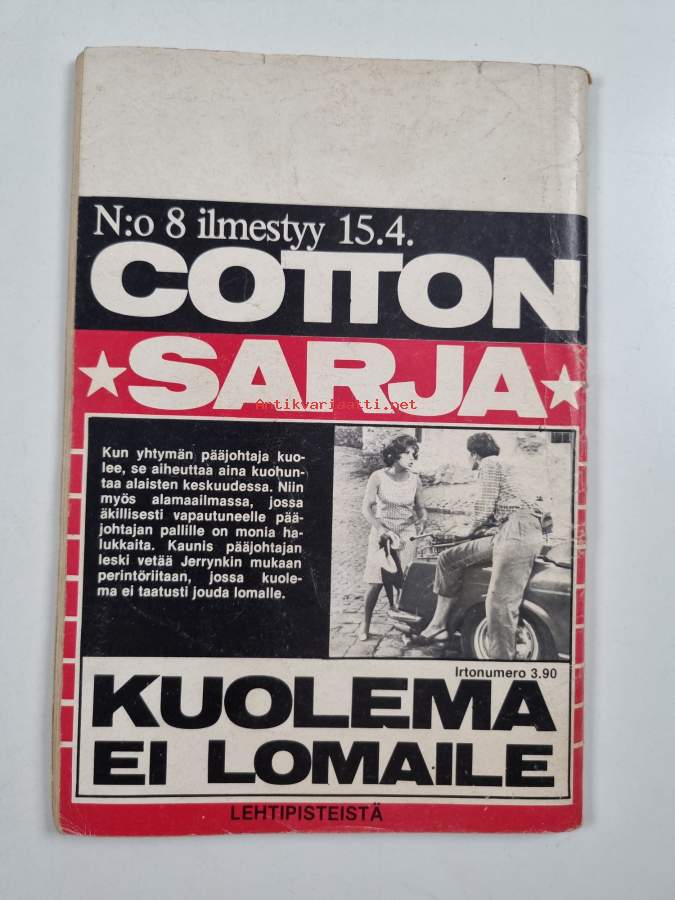 N:o 8 ilmestyy 15.4.
COTTON
SARJA
Antikvariaatti.net
Kun yhtymän pääjohtaja kuo-
lee, se aiheuttaa aina kuohun-
taa alaisten keskuudessa. Niin
myös alamaailmassa, jossa
äkillisesti vapautuneelle pää-
johtajan pallille on monia ha-
lukkaita. Kaunis pääjohtajan
leski vetää Jerrynkin mukaan
perintöriitaan, jossa kuole-
ma ei taatusti jouda lomalle.
Irtonumero 3.90
KUOLEMA
EI LOMAILE
LEHTIPISTEISTÄ